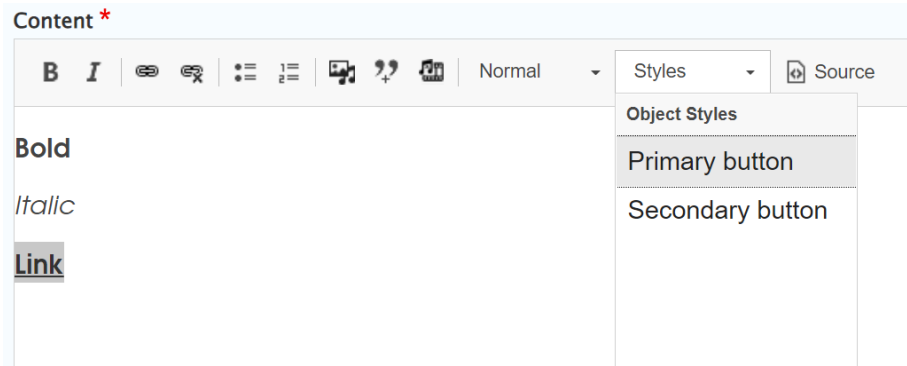 Content *
B I Normal Styles Source
Object Styles
Bold
Primary button
Italic
Secondary button
Link